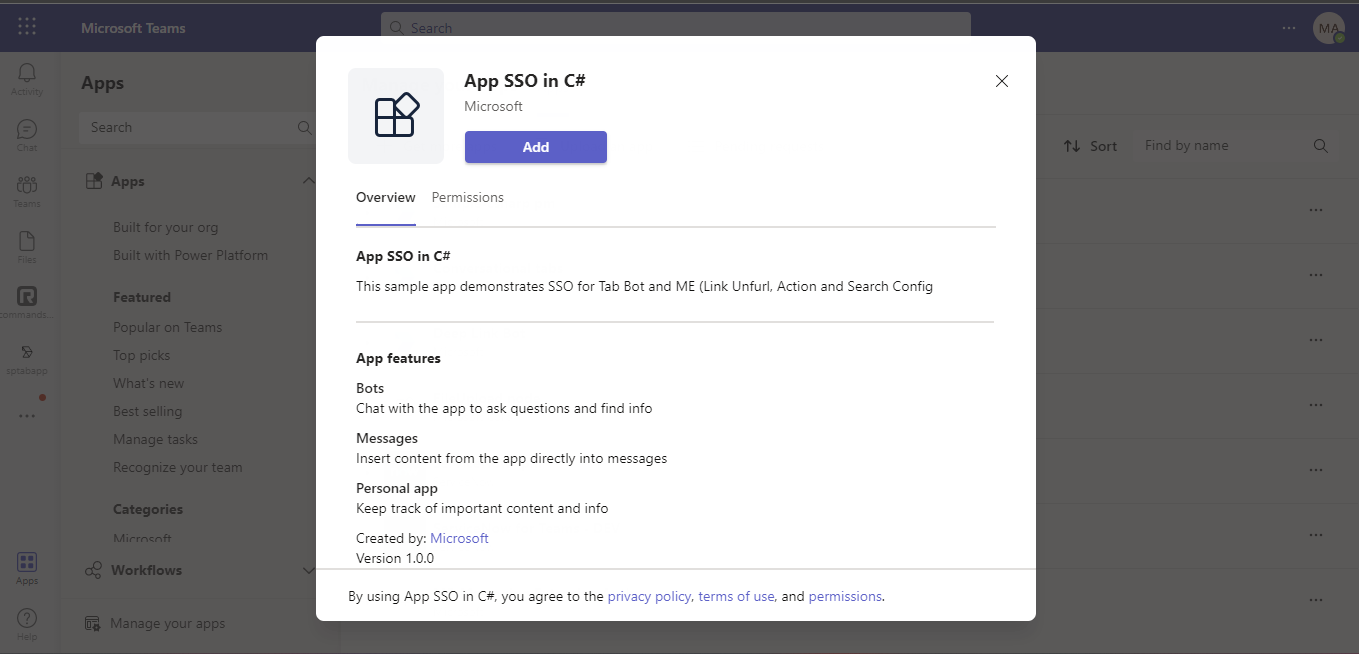 Microsoft Teams
Search
MA
Activity
Chat
Teams
Files
commands...
sptabapp
Apps
Help
Apps
Search
Apps
Built for your org
Built with Power Platform
Featured
Popular on Teams
Top picks
What's new
Best selling
Manage tasks
Recognize your team
Categories
Microsoft
Workflows
Manage your apps
App SSO in C#
Microsoft
Add
Overview Permissions
App SSO in C#
This sample app demonstrates SSO for Tab Bot and ME (Link Unfurl, Action and Search Config
App features
Bots
Chat with the app to ask questions and find info
Messages
Insert content from the app directly into messages
Personal app
Keep track of important content and info
Created by: Microsoft
Version 1.0.0
By using App SSO in C#, you agree to the privacy policy, terms of use, and permissions.
Sort
Find by name